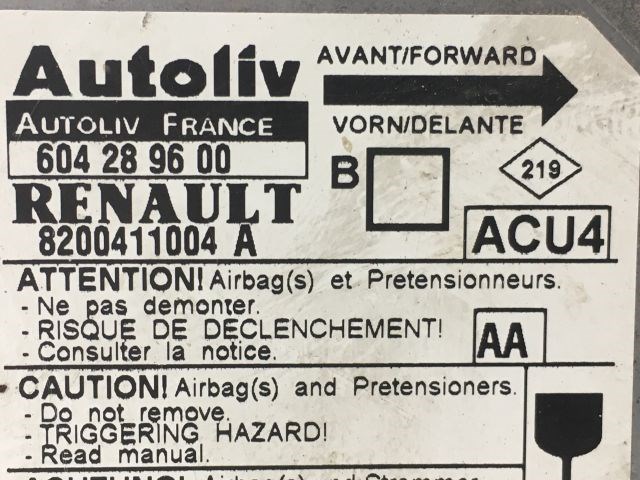 Autoliv
AVANT/FORWARD
AUTOLIV FRANCE
VORN/DELANTE
604 28 96 00
B
219
RENAULT
8200411004 A
ACU4
ATTENTION! Airbag(s) et Pretensionneurs.
- Ne pas demonter.
- RISQUE DE DECLENCHEMENT!
- Consulter la notice.
AA
CAUTION! Airbag(s) and Pretensioners.
- Do not remove.
- TRIGGERING HAZARD!
- Read manual.